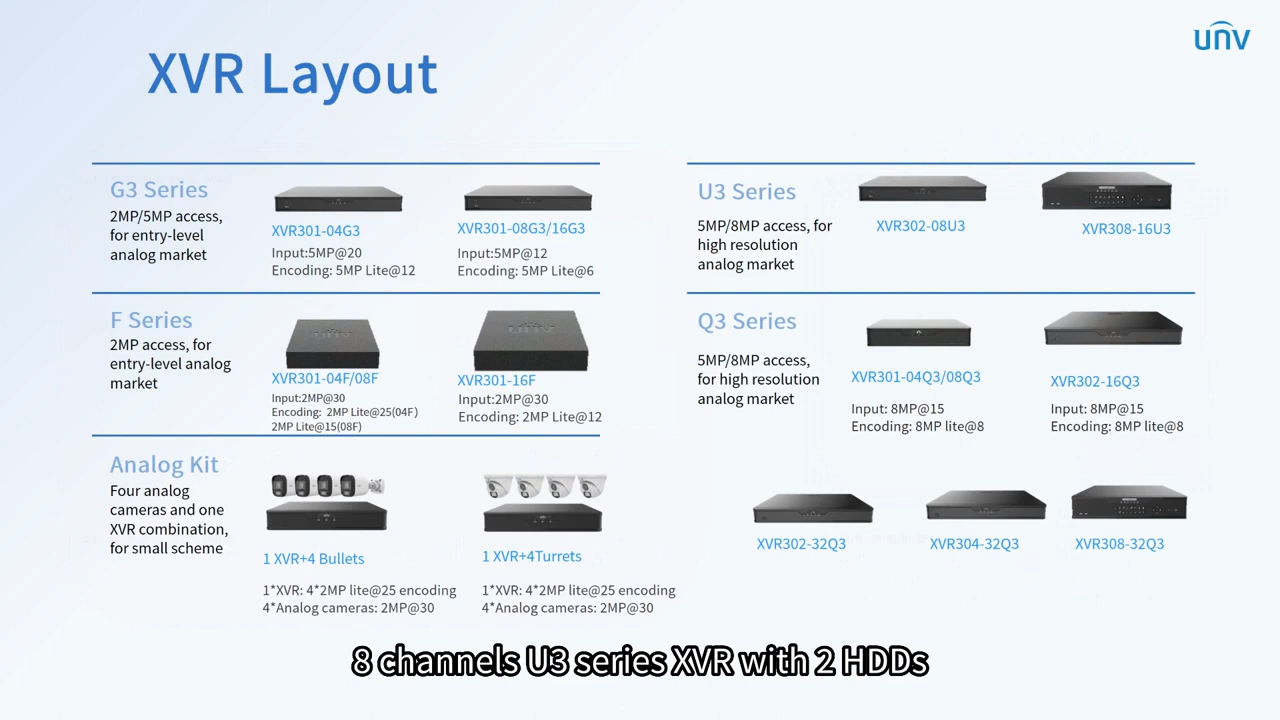 unv
XVR Layout
G3 Series
2MP/5MP access,
for entry-level
analog market
XVR301-04G3
Input:5MP@20
Encoding: 5MP Lite@12
XVR301-08G3/16G3
Input:5MP@12
Encoding: 5MP Lite@6
F Series
2MP access, for
entry-level analog
market
XVR301-04F/08F
Input:2MP@30
Encoding: 2MP Lite@25(04F)
2MP Lite@15(08F)
XVR301-16F
Input:2MP@30
Encoding: 2MP Lite@12
Analog Kit
Four analog
cameras and one
XVR combination,
for small scheme
1 XVR+4 Bullets
1*XVR: 4*2MP lite@25 encoding
4*Analog cameras: 2MP@30
1 XVR+4Turrets
1*XVR: 4*2MP lite@25 encoding
4*Analog cameras: 2MP@30
U3 Series
5MP/8MP access, for
high resolution
analog market
XVR302-08U3
XVR308-16U3
Q3 Series
5MP/8MP access,
for high resolution
analog market
XVR301-04Q3/08Q3
Input: 8MP@15
Encoding: 8MP lite@8
XVR302-16Q3
Input: 8MP@15
Encoding: 8MP lite@8
XVR302-32Q3
XVR304-32Q3
XVR308-32Q3
8 channels U3 series XVR with 2 HDDs